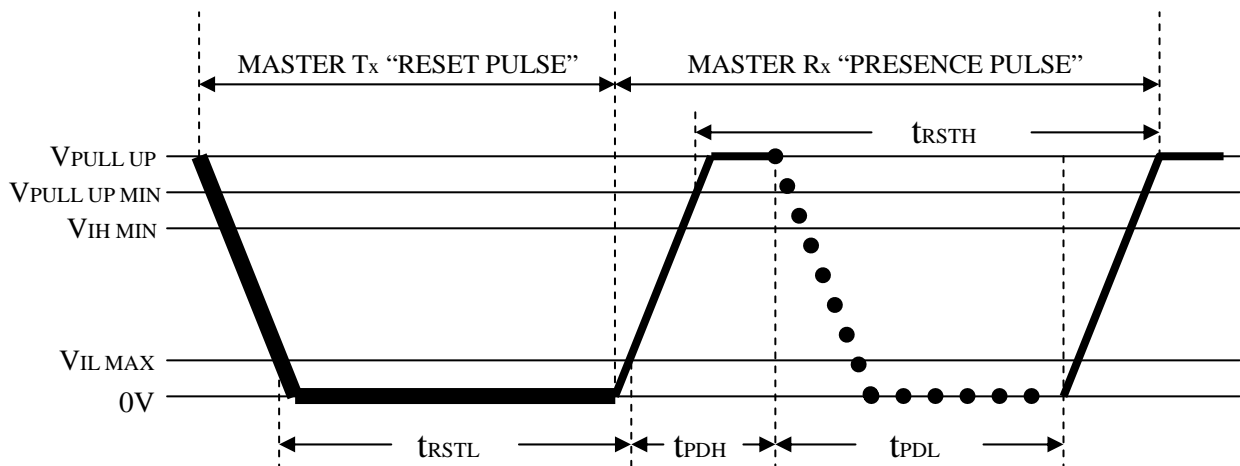 MASTER Tx “RESET PULSE” MASTER Rx “PRESENCE PULSE”
tRSTH
VPULL UP
VPULL UP MIN
VIH MIN
VIL MAX
0V
tRSTL tPDH tPDL